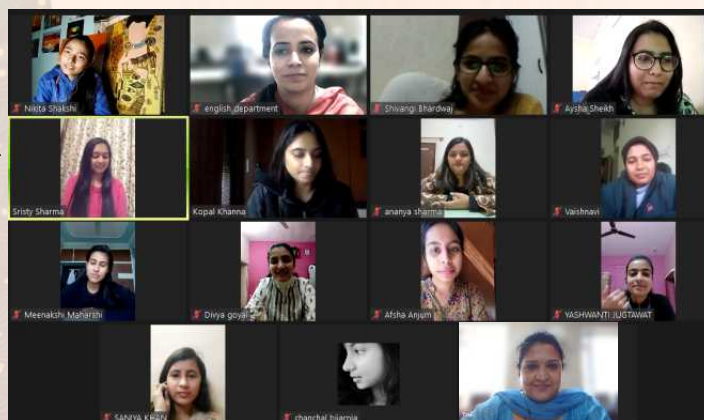 Nikita Shakshi
english department
Shivangi Bhardwaj
Aysha Sheikh
Sristy Sharma
Kopal Khanna
ananya sharma
Vaishnavi
Meenakshi Maharshi
Divya goyal
Afsha Anjum
YASHWANTI JUGTAWAT
SANIYA KHAN
chanchal bijarnia